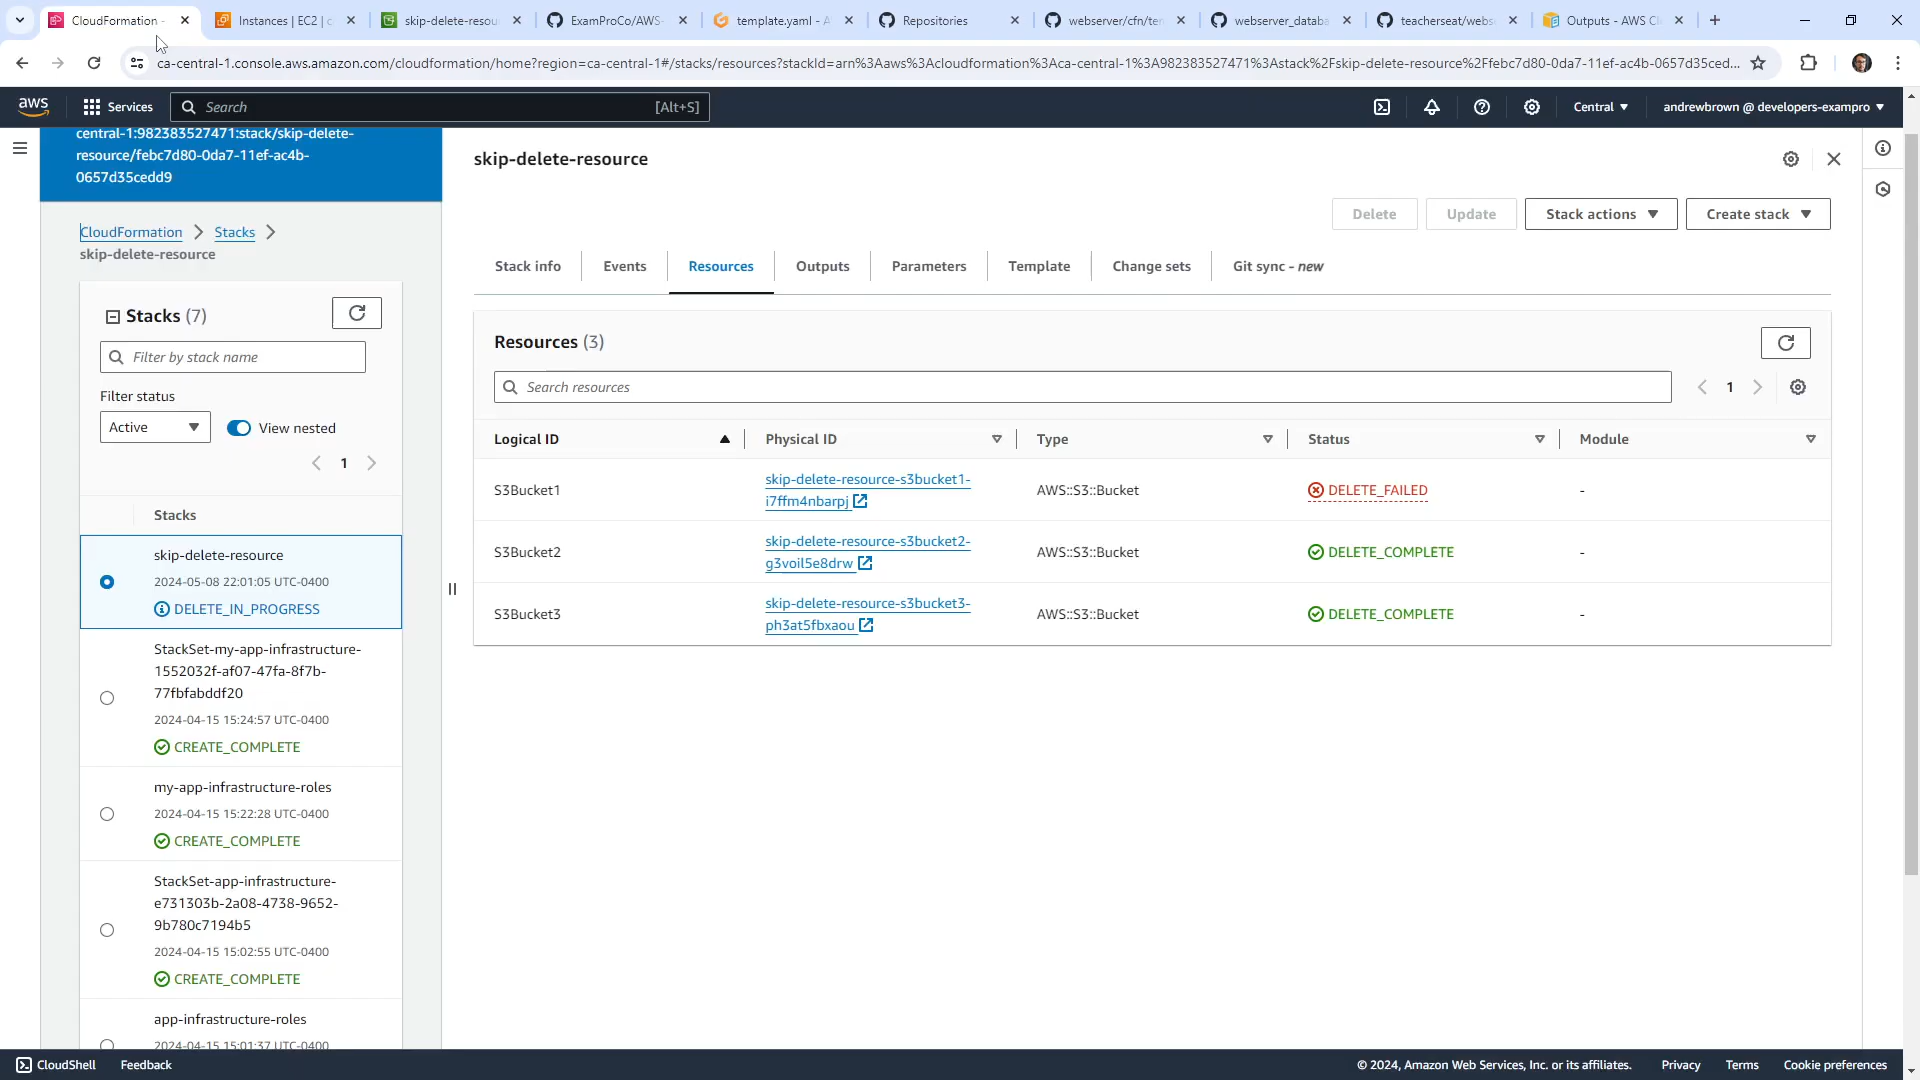 CloudFormation -
Instances | EC2 | c
skip-delete-resou
ExamProCo/AWS-
template.yaml - A
Repositories
webserver/cfn/tem
webserver_databa
teacherseat/webs
Outputs - AWS Cl
ca-central-1.console.aws.amazon.com/cloudformation/home?region=ca-central-1#/stacks/resources?stackId=arn%3Aaws%3Acloudformation%3Aca-central-1%3A982383527471%3Astack%2Fskip-delete-resource%2Ffebc7d80-0da7-11ef-ac4b-0657d35ced...
aws
Services
Search
[Alt+S]
Central
andrewbrown @ developers-exampro
central-1:982383527471:stack/skip-delete-
resource/febc7d80-0da7-11ef-ac4b-
0657d35cedd9
CloudFormation
Stacks
skip-delete-resource
Stacks (7)
Filter by stack name
Filter status
Active
View nested
1
Stacks
skip-delete-resource
2024-05-08 22:01:05 UTC-0400
DELETE_IN_PROGRESS
StackSet-my-app-infrastructure-
1552032f-af07-47fa-8f7b-
77fbfabddf20
2024-04-15 15:24:57 UTC-0400
CREATE_COMPLETE
my-app-infrastructure-roles
2024-04-15 15:22:28 UTC-0400
CREATE_COMPLETE
StackSet-app-infrastructure-
e731303b-2a08-4738-9652-
9b780c7194b5
2024-04-15 15:02:55 UTC-0400
CREATE_COMPLETE
app-infrastructure-roles
2024-04-15 15:01:37 UTC-0400
skip-delete-resource
Delete
Update
Stack actions
Create stack
Stack info
Events
Resources
Outputs
Parameters
Template
Change sets
Git sync - new
Resources (3)
Search resources
1
Logical ID
Physical ID
Type
Status
Module
S3Bucket1
skip-delete-resource-s3bucket1-
i7ffm4nbarpj
AWS::S3::Bucket
DELETE_FAILED
-
S3Bucket2
skip-delete-resource-s3bucket2-
g3voil5e8drw
AWS::S3::Bucket
DELETE_COMPLETE
-
S3Bucket3
skip-delete-resource-s3bucket3-
ph3at5fbxaou
AWS::S3::Bucket
DELETE_COMPLETE
-
CloudShell
Feedback
© 2024, Amazon Web Services, Inc. or its affiliates.
Privacy
Terms
Cookie preferences